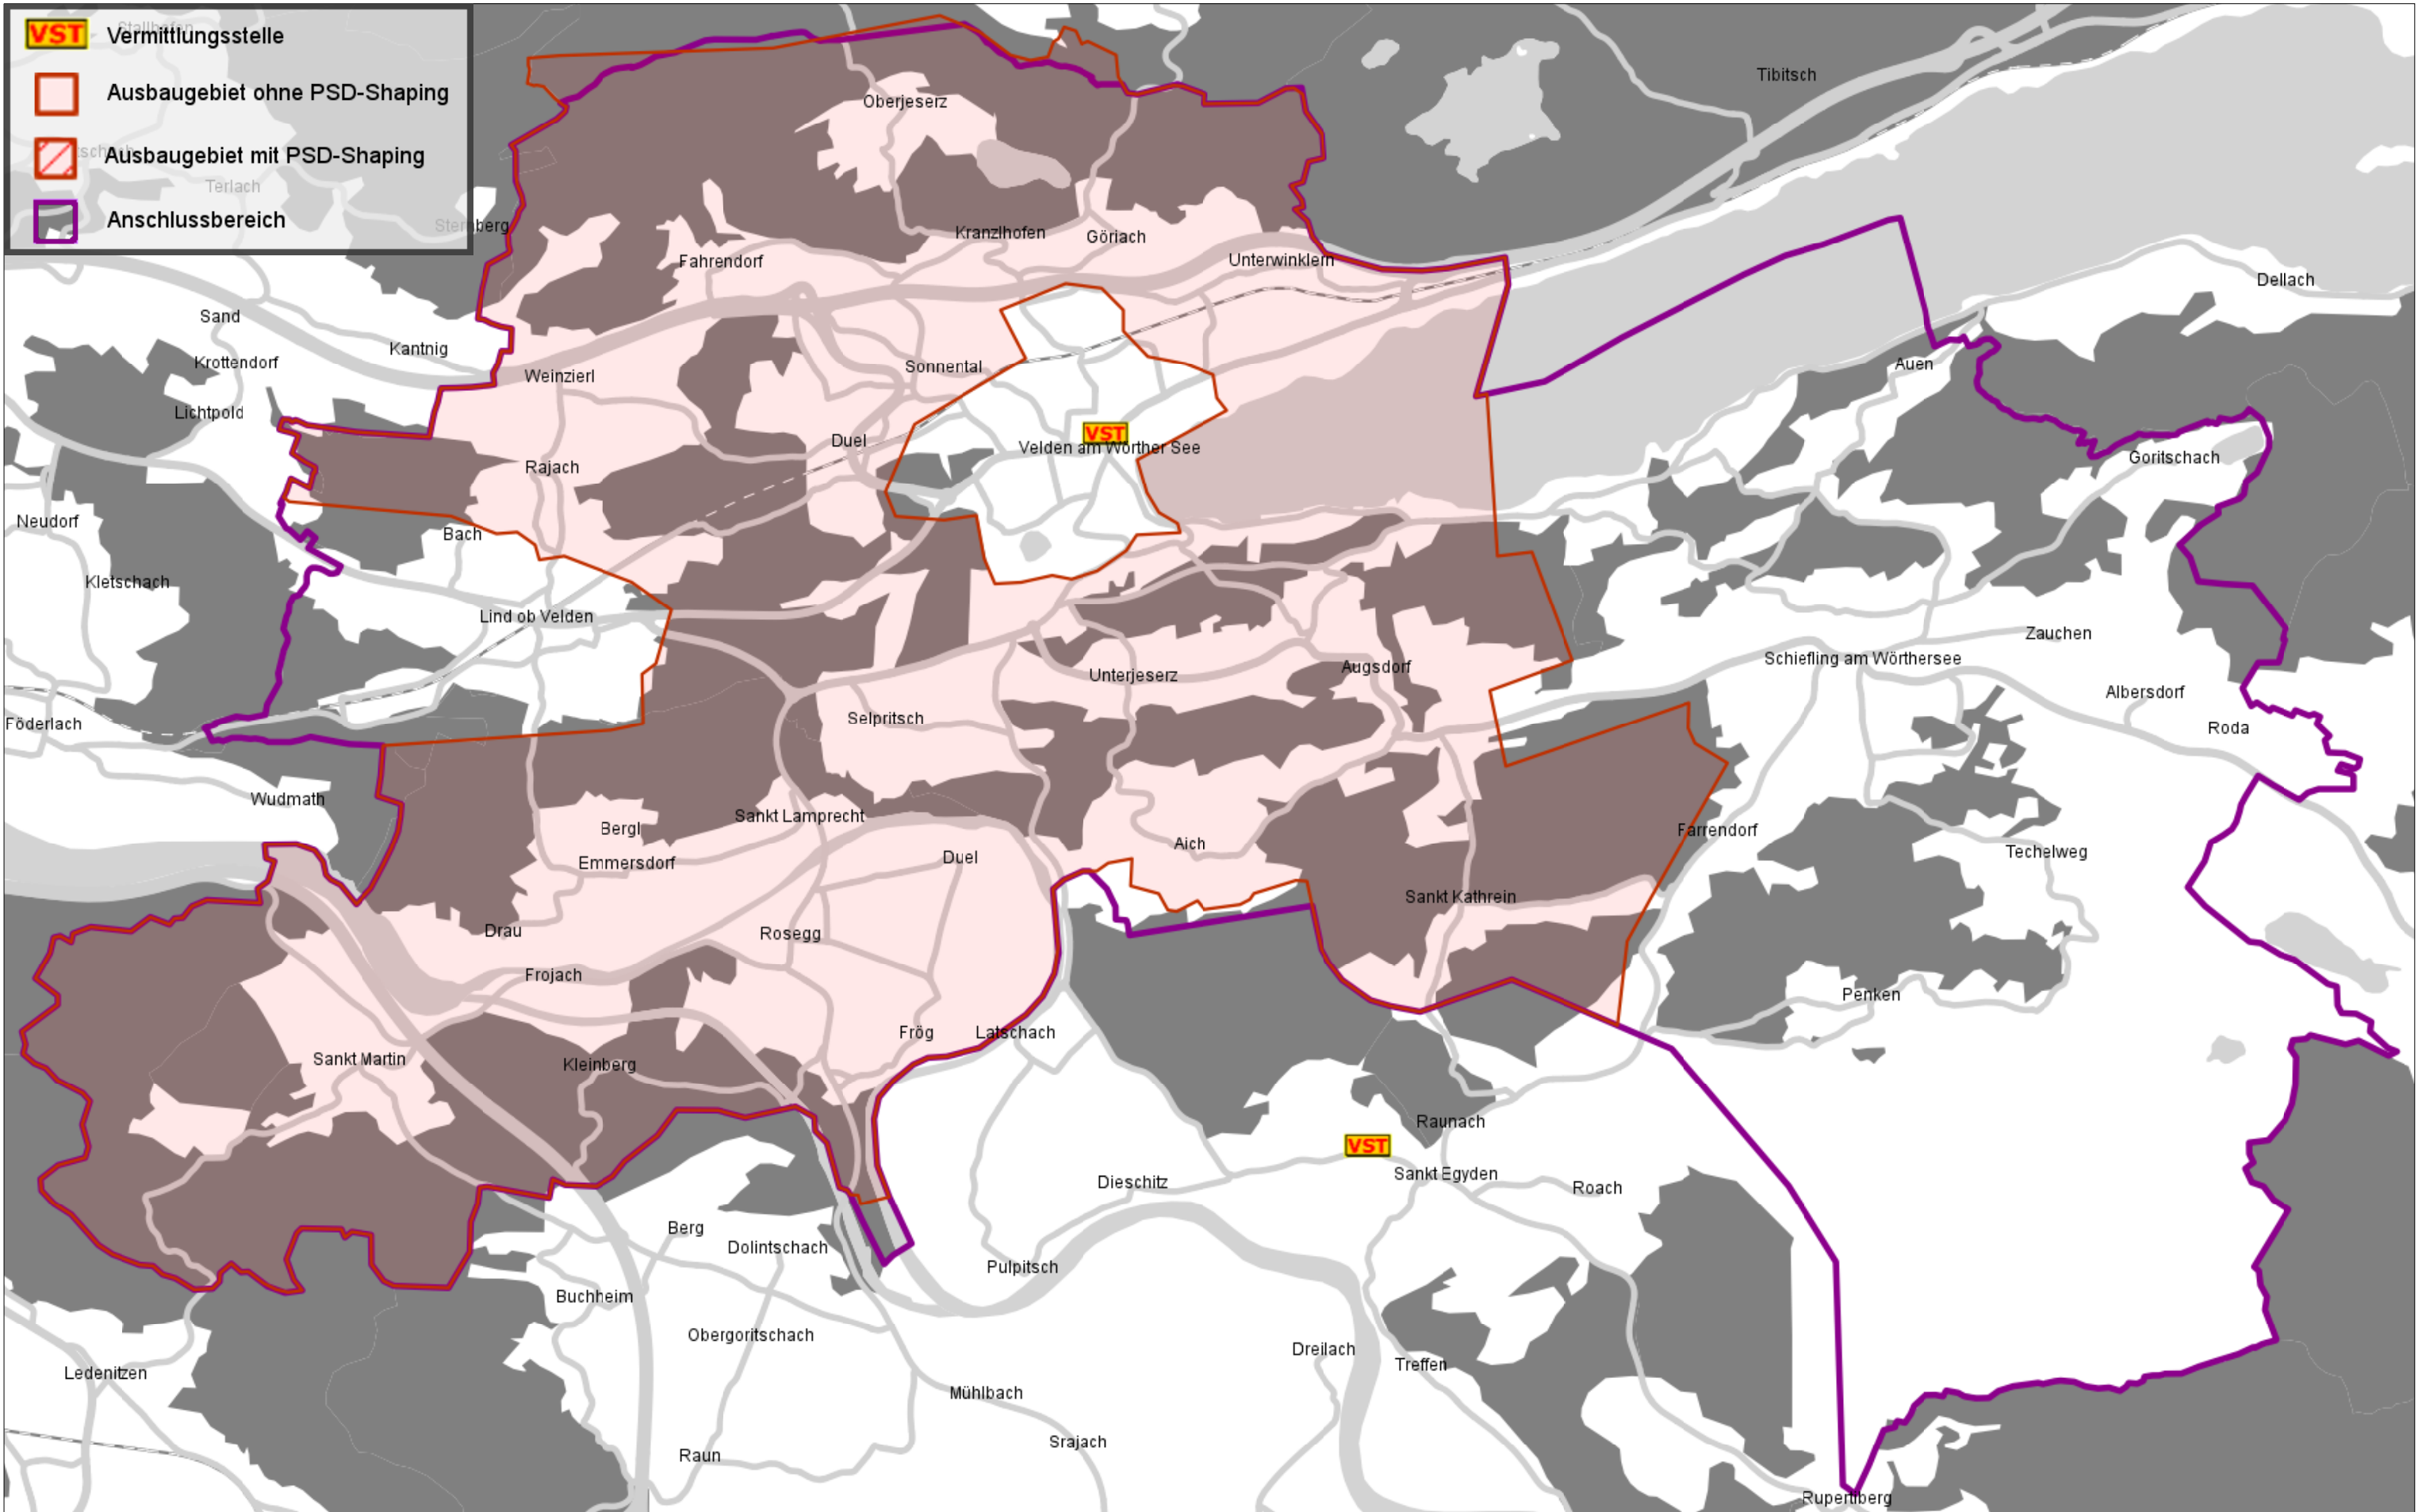 Stallhofen
VST Vermittlungsstelle
Ausbaugebiet ohne PSD-Shaping
Ausbaugebiet mit PSD-Shaping
Terlach
Anschlussbereich
Sternberg
Tibitsch
Oberjeserz
Kranzlhofen
Göriach
Fahrendorf
Unterwinklern
Dellach
Sand
Kantnig
Krottendorf
Weinzierl
Sonnental
Auen
Lichtpold
VST
Duel
Velden am Wörther See
Goritschach
Rajach
Neudorf
Bach
Kletschach
Lind ob Velden
Zauchen
Schiefling am Wörthersee
Augsdorf
Unterjeserz
Albersdorf
Selpritsch
Föderlach
Roda
Wudmath
Sankt Lamprecht
Bergl
Farrendorf
Aich
Techelweg
Duel
Emmersdorf
Sankt Kathrein
Drau
Rosegg
Frojach
Penken
Frög
Latschach
Sankt Martin
Kleinberg
Raunach
VST
Sankt Egyden
Dieschitz
Roach
Berg
Dolintschach
Pulpitsch
Buchheim
Obergoritschach
Dreilach
Treffen
Ledenitzen
Mühlbach
Srajach
Raun
Rupertiberg